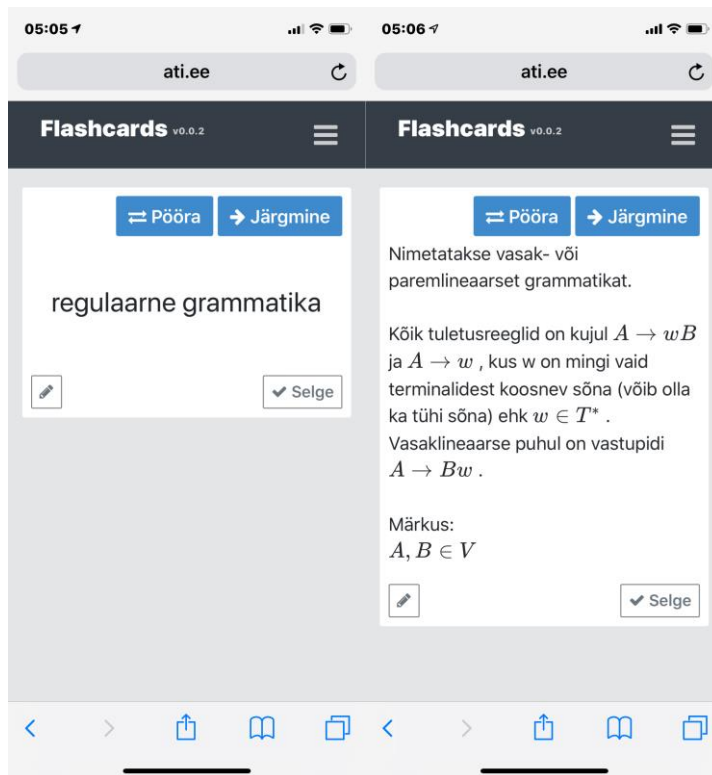 05:05
ati.ee
Flashcards v0.0.2
Pööra
Järgmine
regulaarne grammatika
Selge
05:06
ati.ee
Flashcards v0.0.2
Pööra
Järgmine
Nimetatakse vasak- või
paremlineaarset grammatikat.
Kõik tuletusreeglid on kujul A → wB
ja A → w , kus w on mingi vaid
terminalidest koosnev sõna (võib olla
ka tühi sõna) ehk w ∈ T* .
Vasaklineaarse puhul on vastupidi
A → Bw .
Märkus:
A, B ∈ V
Selge